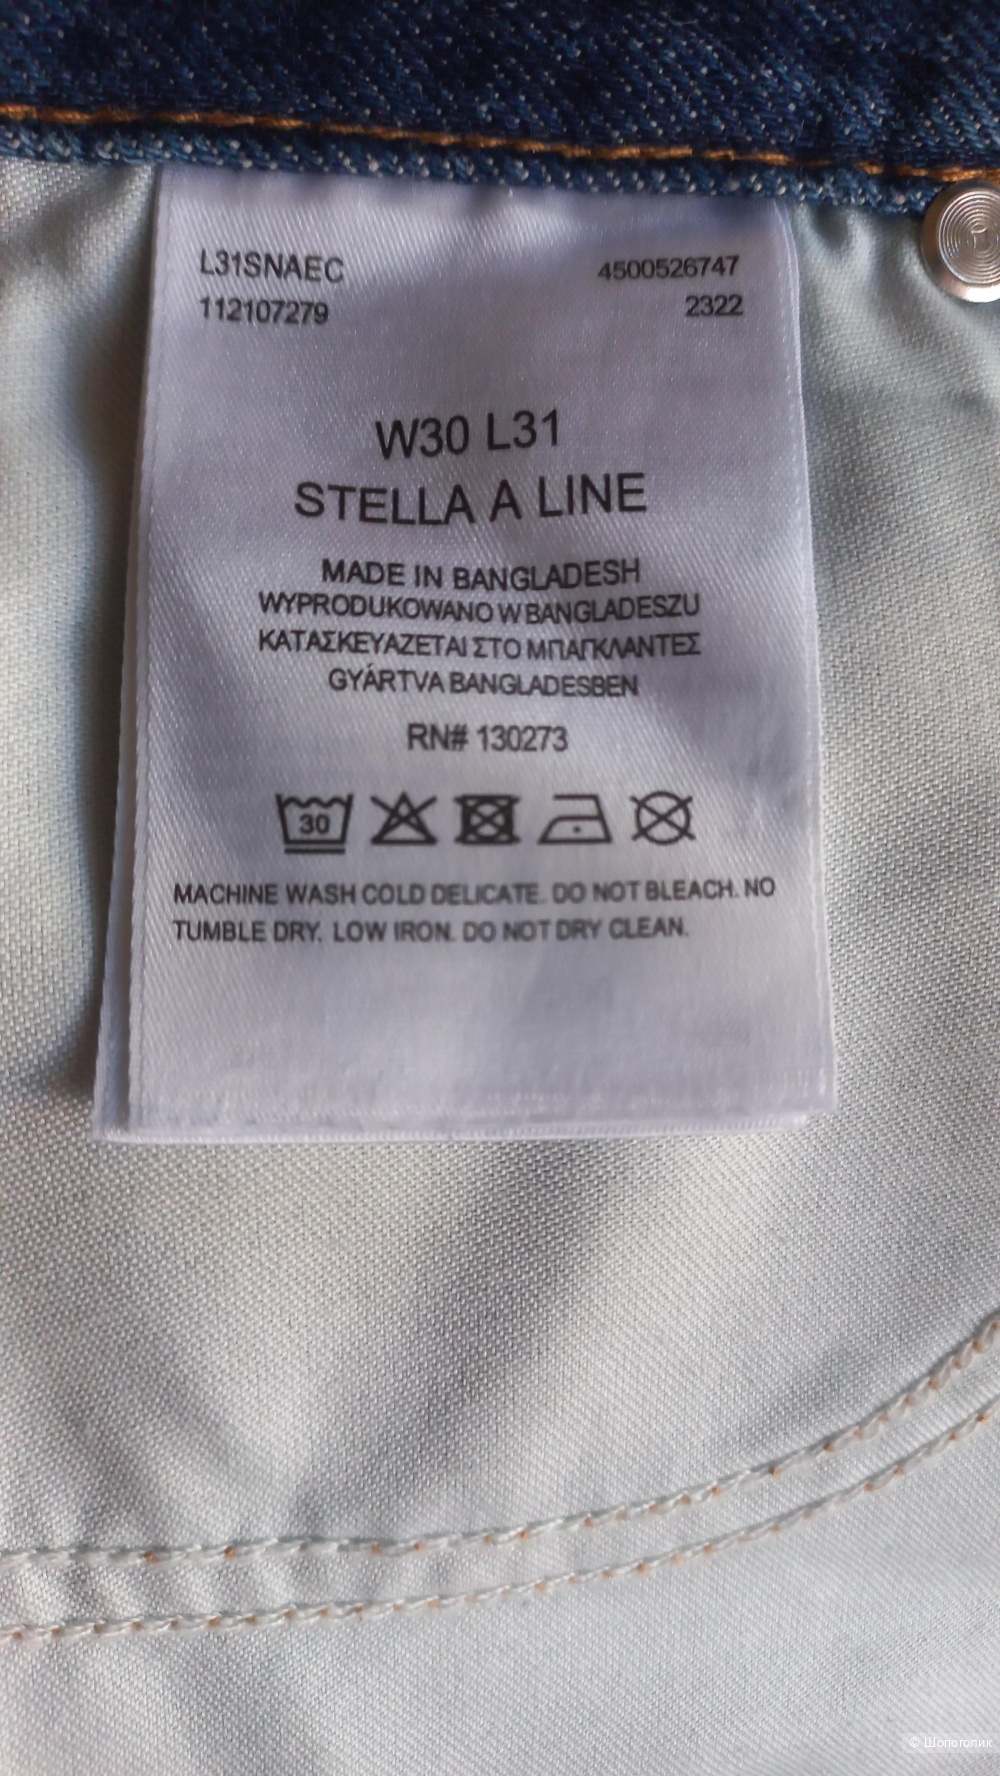 L31SNAEC 4500526747
112107279 2322
W30 L31
STELLA A LINE
MADE IN BANGLADESH
WYPRODUKOWANO W BANGLADESZU
ΚΑΤΑΣΚΕΥΑΖΕΤΑΙ ΣΤΟ ΜΠΑΓΚΛΑΝΤΕΣ
GYÁRTVA BANGLADESBEN
RN# 130273
30
MACHINE WASH COLD DELICATE. DO NOT BLEACH. NO
TUMBLE DRY. LOW IRON. DO NOT DRY CLEAN.
© Шопоголик